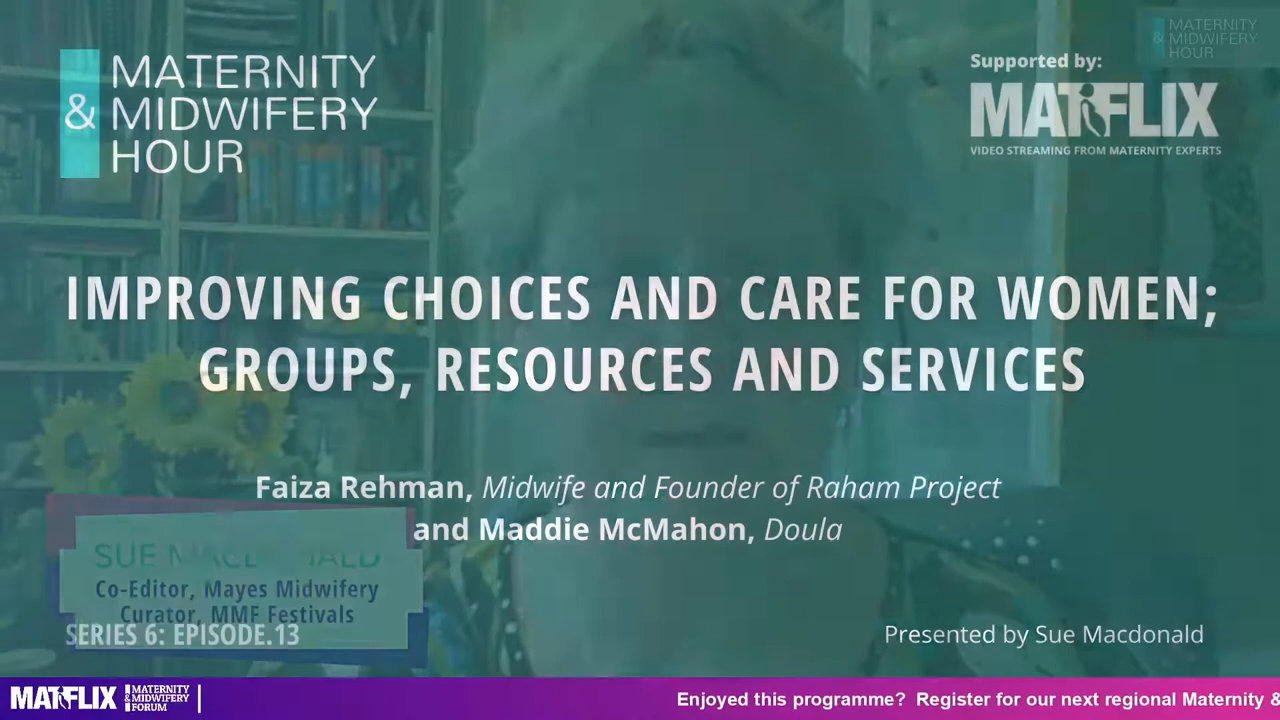 MATERNITY
& MIDWIFERY
HOUR
Supported by:
MATFLIX
VIDEO STREAMING FROM MATERNITY EXPERTS
MATERNITY
& MIDWIFERY
HOUR
IMPROVING CHOICES AND CARE FOR WOMEN;
GROUPS, RESOURCES AND SERVICES
Faiza Rehman, Midwife and Founder of Raham Project
and Maddie McMahon, Doula
SUE MACDONALD
Co-Editor, Mayes Midwifery
Curator, MMF Festivals
SERIES 6: EPISODE.13
Presented by Sue Macdonald
MATFLIX
MATERNITY
& MIDWIFERY
FORUM
Enjoyed this programme? Register for our next regional Maternity &